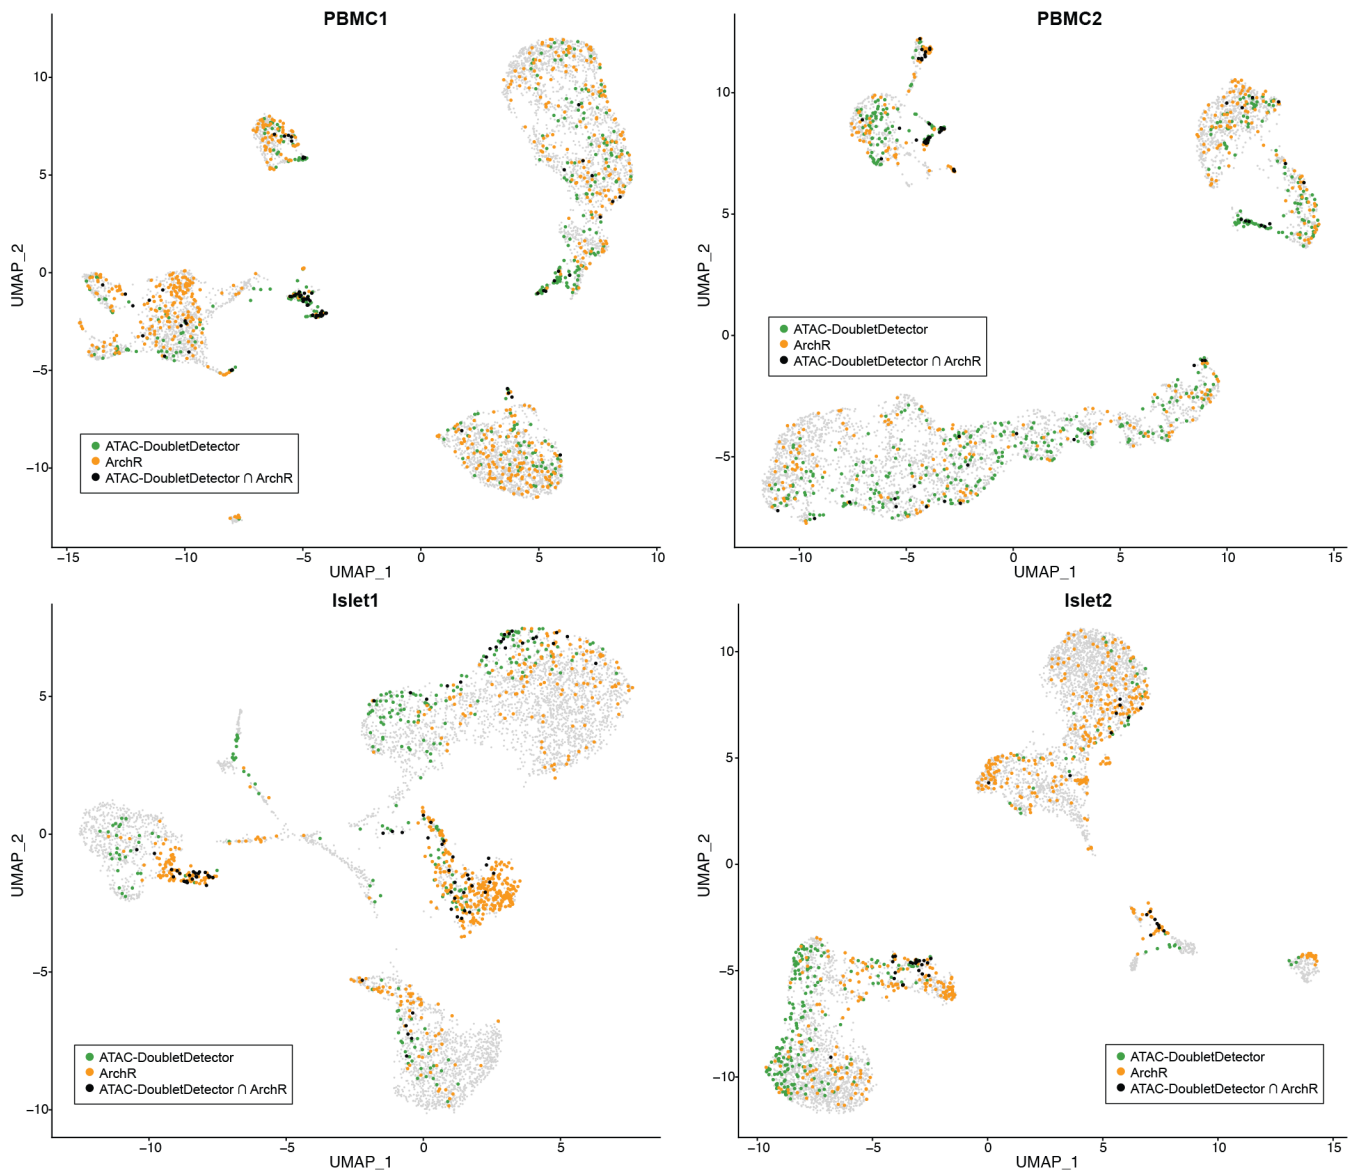 PBMC1
UMAP_2
10
5
0
−5
−10
ATAC-DoubletDetector
ArchR
ATAC-DoubletDetector ∩ ArchR
−15
−10
−5
0
5
10
UMAP_1
PBMC2
UMAP_2
10
5
0
−5
ATAC-DoubletDetector
ArchR
ATAC-DoubletDetector ∩ ArchR
−10
−5
0
5
10
15
UMAP_1
Islet1
UMAP_2
5
0
−5
−10
ATAC-DoubletDetector
ArchR
ATAC-DoubletDetector ∩ ArchR
−10
−5
0
5
UMAP_1
Islet2
UMAP_2
10
5
0
−5
−10
ATAC-DoubletDetector
ArchR
ATAC-DoubletDetector ∩ ArchR
−10
−5
0
5
10
15
UMAP_1